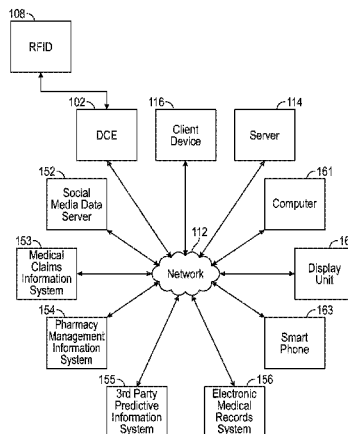 108
RFID
102
DCE
116
Client
Device
114
Server
152
Social
Media Data
Server
161
Computer
112
Network
153
Medical
Claims
Information
System
16
Display
Unit
154
Pharmacy
Management
Information
System
163
Smart
Phone
155
3rd Party
Predictive
Information
System
156
Electronic
Medical
Records
System